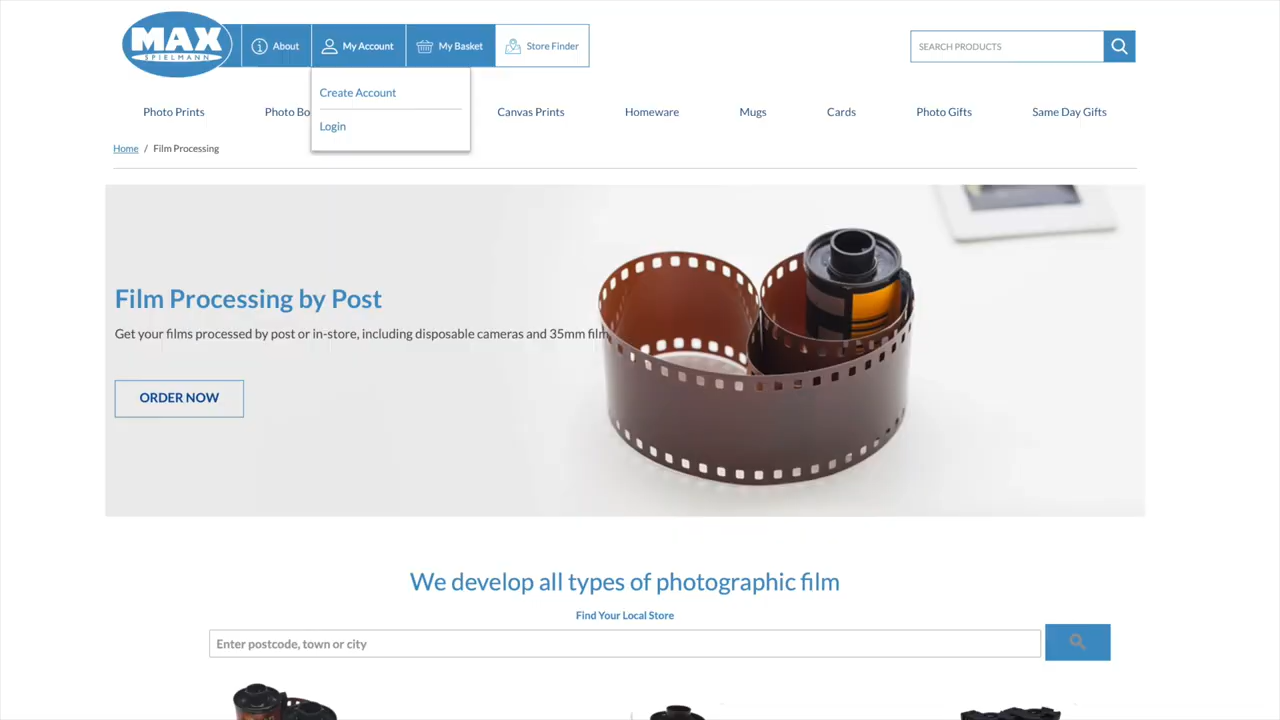 MAX
SPIELMANN
About
My Account
My Basket
Store Finder
SEARCH PRODUCTS
Create Account
Login
Photo Prints
Photo Bo
Canvas Prints
Homeware
Mugs
Cards
Photo Gifts
Same Day Gifts
Home / Film Processing
Film Processing by Post
Get your films processed by post or in-store, including disposable cameras and 35mm film
ORDER NOW
We develop all types of photographic film
Find Your Local Store
Enter postcode, town or city